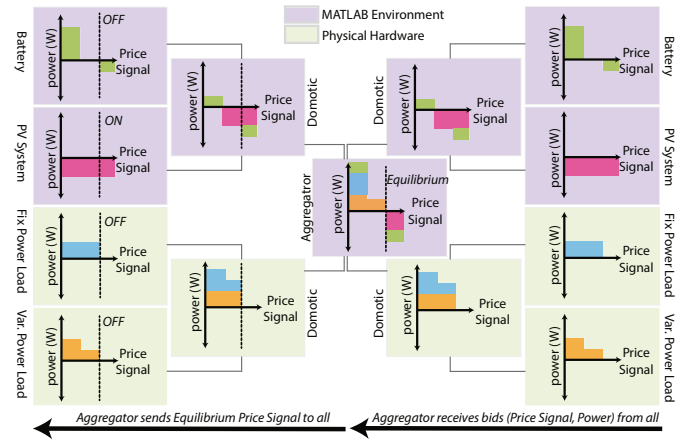 MATLAB Environment
Physical Hardware
Battery
power (W)
OFF
Price
Signal
PV System
power (W)
ON
Price
Signal
Fix Power Load
power (W)
OFF
Price
Signal
Var. Power Load
power (W)
OFF
Price
Signal
power (W)
Price
Signal
Domotic
power (W)
Price
Signal
Domotic
Aggregator
power (W)
Equilibrium
Price
Signal
Domotic
power (W)
Price
Signal
Domotic
power (W)
Price
Signal
power (W)
Price
Signal
Battery
power (W)
Price
Signal
PV System
power (W)
Price
Signal
Fix Power Load
power (W)
Price
Signal
Var. Power Load
Aggregator sends Equilibrium Price Signal to all
Aggregator receives bids (Price Signal, Power) from all